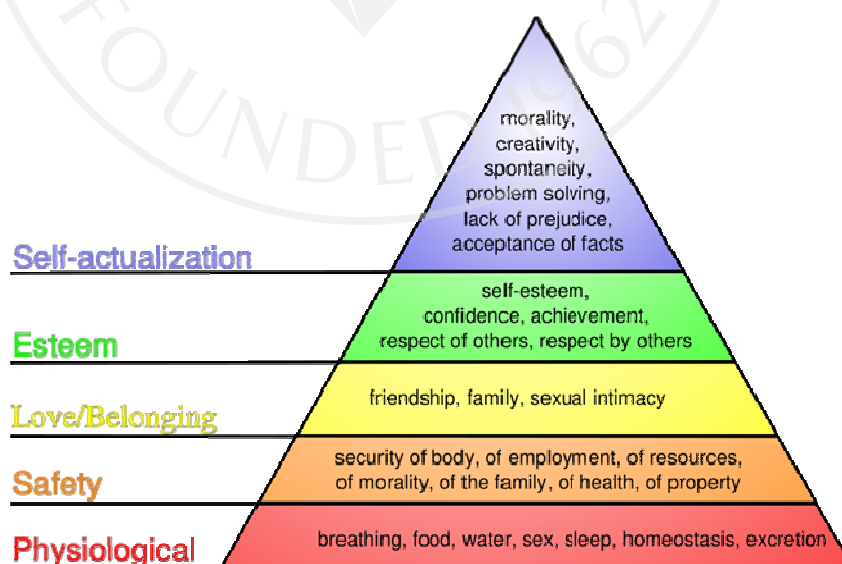 FOUNDED 1962
morality,
creativity,
spontaneity,
problem solving,
lack of prejudice,
acceptance of facts
Self-actualization
self-esteem,
confidence, achievement,
respect of others, respect by others
Esteem
friendship, family, sexual intimacy
Love/Belonging
security of body, of employment, of resources,
of morality, of the family, of health, of property
Safety
breathing, food, water, sex, sleep, homeostasis, excretion
Physiological